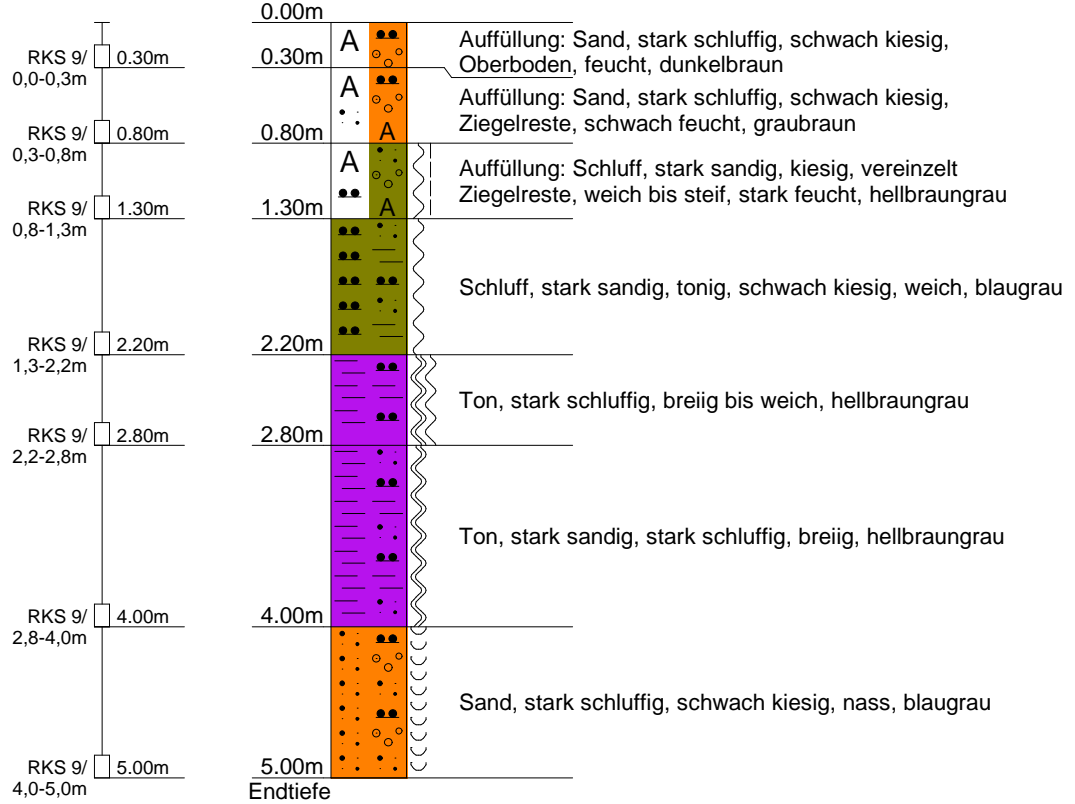 0.00m
RKS 9/
0,0-0,3m
0.30m
0.30m
A
Auffüllung: Sand, stark schluffig, schwach kiesig,
Oberboden, feucht, dunkelbraun
RKS 9/
0,3-0,8m
0.80m
0.80m
A
A
Auffüllung: Sand, stark schluffig, schwach kiesig,
Ziegelreste, schwach feucht, graubraun
RKS 9/
0,8-1,3m
1.30m
1.30m
A
A
Auffüllung: Schluff, stark sandig, kiesig, vereinzelt
Ziegelreste, weich bis steif, stark feucht, hellbraungrau
RKS 9/
1,3-2,2m
2.20m
2.20m
Schluff, stark sandig, tonig, schwach kiesig, weich, blaugrau
RKS 9/
2,2-2,8m
2.80m
2.80m
Ton, stark schluffig, breiig bis weich, hellbraungrau
RKS 9/
2,8-4,0m
4.00m
4.00m
Ton, stark sandig, stark schluffig, breiig, hellbraungrau
RKS 9/
4,0-5,0m
5.00m
5.00m
Endtiefe
Sand, stark schluffig, schwach kiesig, nass, blaugrau